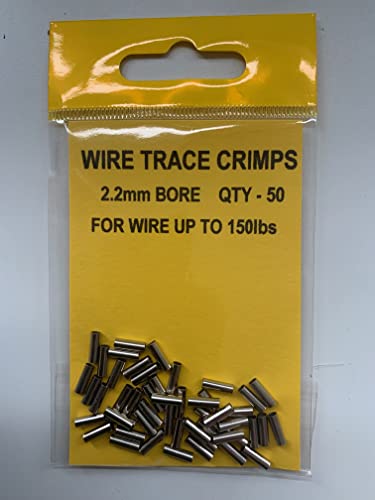 WIRE TRACE CRIMPS
2.2mm BORE QTY - 50
FOR WIRE UP TO 150lbs